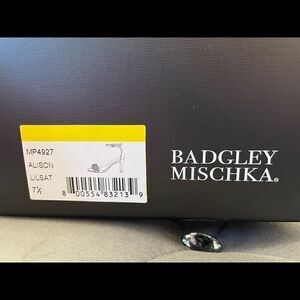 MP4927
ALISON
LILSAT
7½
8 00554 83213 9
BADGLEY
MISCHKA®